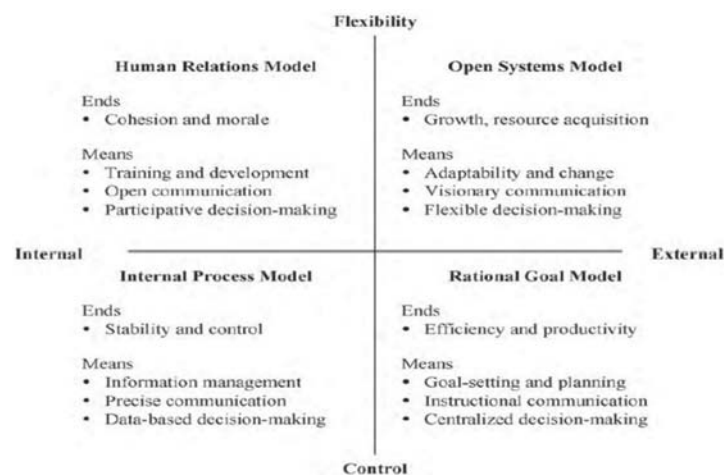 Flexibility
Human Relations Model
Ends
• Cohesion and morale
Means
• Training and development
• Open communication
• Participative decision-making
Open Systems Model
Ends
• Growth, resource acquisition
Means
• Adaptability and change
• Visionary communication
• Flexible decision-making
Internal
External
Internal Process Model
Ends
• Stability and control
Means
• Information management
• Precise communication
• Data-based decision-making
Rational Goal Model
Ends
• Efficiency and productivity
Means
• Goal-setting and planning
• Instructional communication
• Centralized decision-making
Control